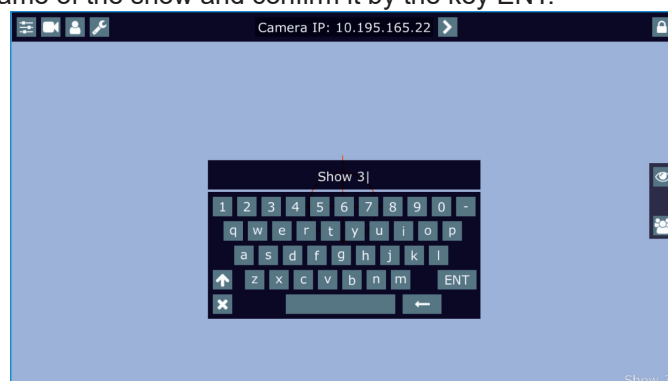 ame of the show and confirm it by the key ENT.
Camera IP: 10.195.165.22
Show 3|
1 2 3 4 5 6 7 8 9 0 -
q w e r t y u i o p
a s d f g h j k l
z x c v b n m ENT
Show